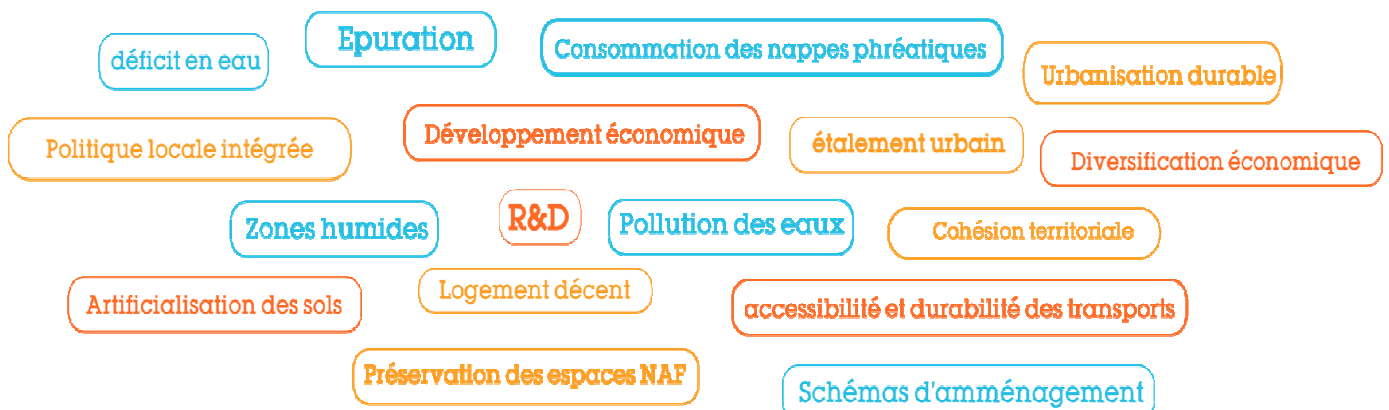 déficit en eau
Epuration
Consommation des nappes phréatiques
Urbanisation durable
Politique locale intégrée
Développement économique
étalement urbain
Diversification économique
Zones humides
R&D
Pollution des eaux
Cohésion territoriale
Artificialisation des sols
Logement décent
accessibilité et durabilité des transports
Préservation des espaces NAF
Schémas d'amménagement